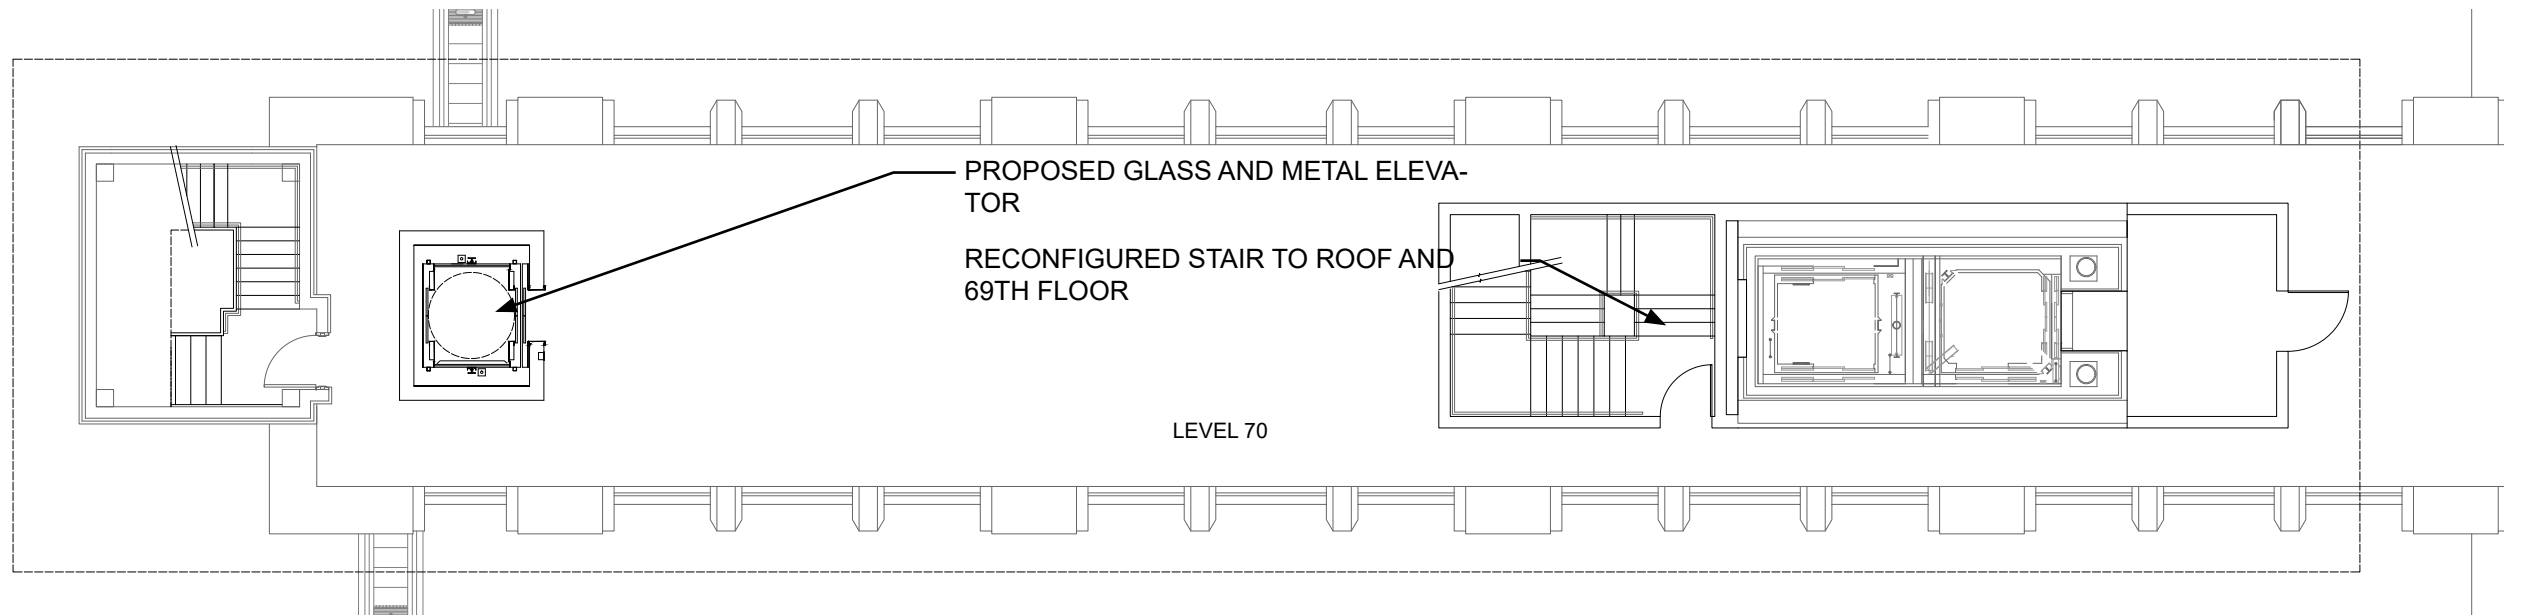 PROPOSED GLASS AND METAL ELEVA-
TOR
RECONFIGURED STAIR TO ROOF AND
69TH FLOOR
LEVEL 70